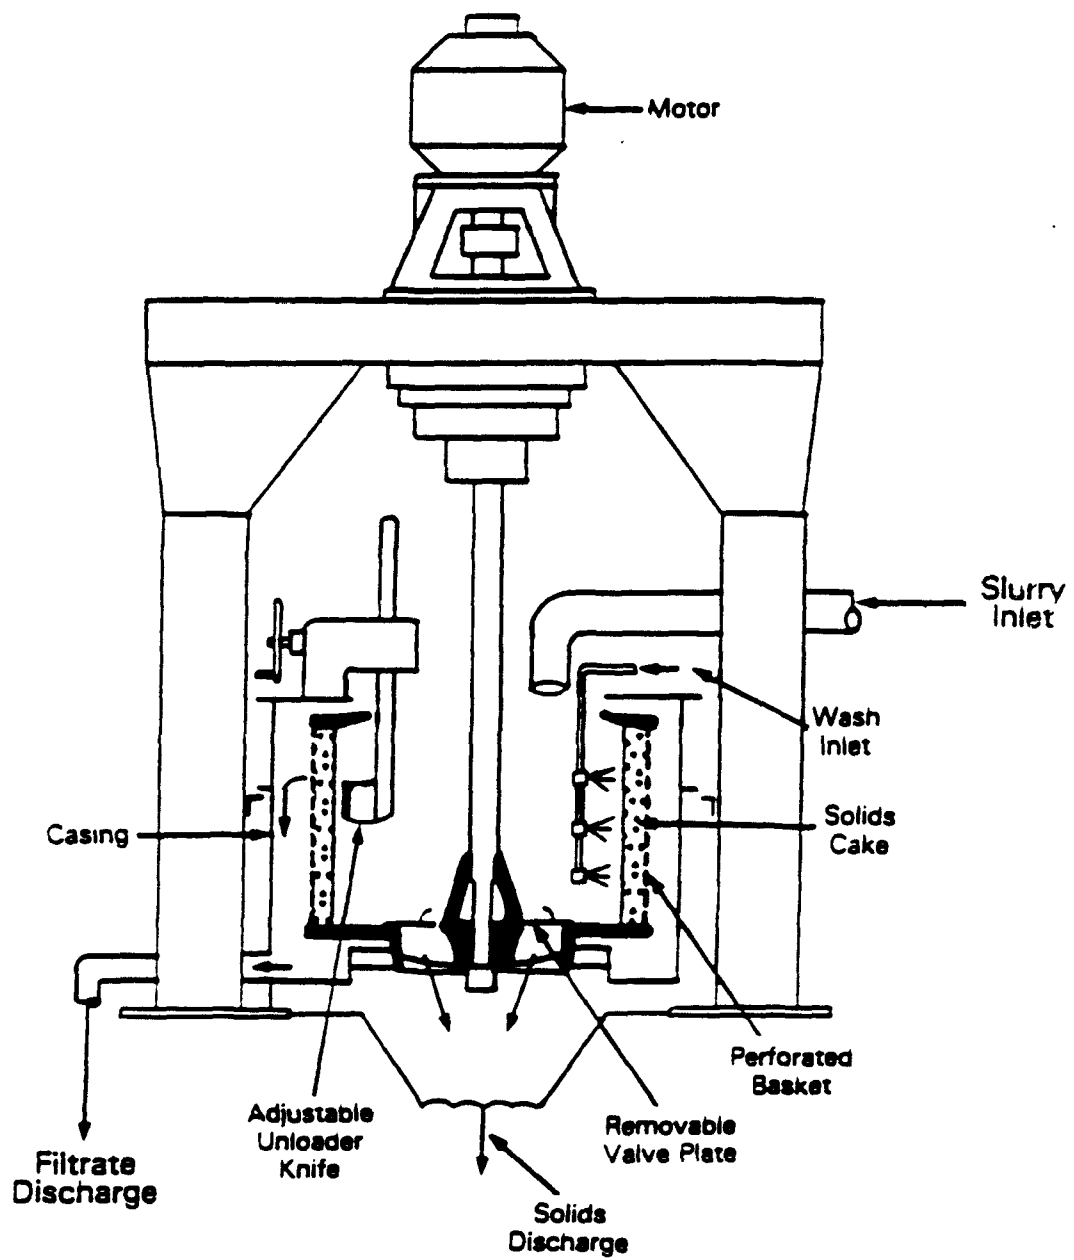 Motor
Slurry
Inlet
Wash
Inlet
Solids
Cake
Casing
Perforated
Basket
Adjustable
Unloader
Knife
Removable
Valve Plate
Filtrate
Discharge
Solids
Discharge